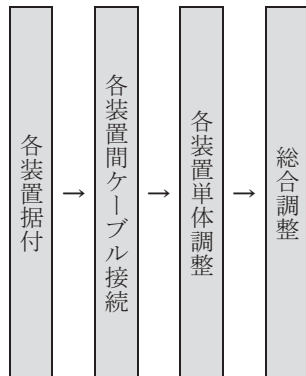 各装置据付
→
各装置間ケーブル接続
→
各装置単体調整
→
総合調整